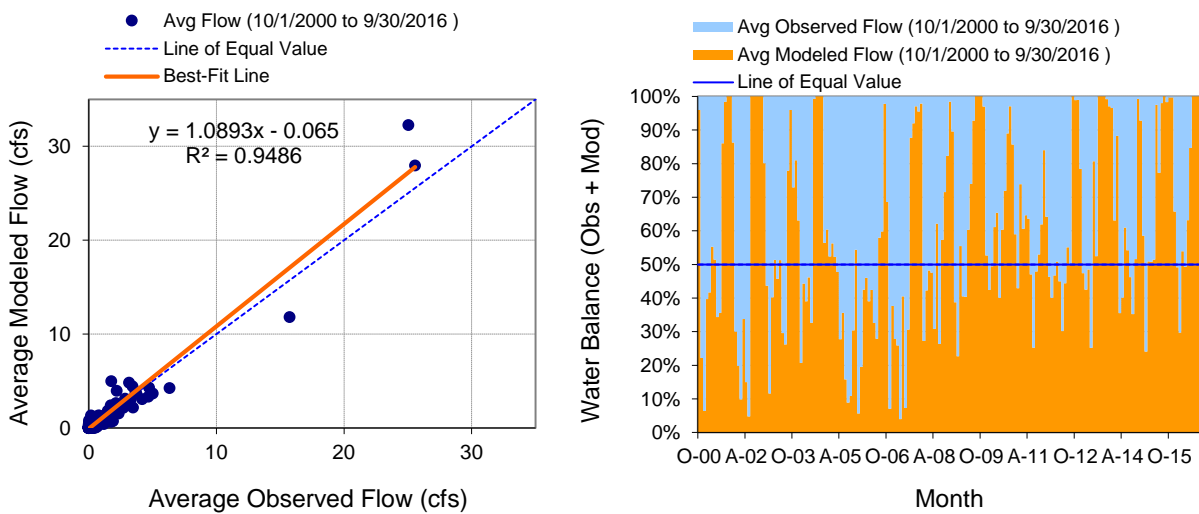 Avg Flow (10/1/2000 to 9/30/2016 )
Line of Equal Value
Best-Fit Line
y = 1.0893x - 0.065
R² = 0.9486
Average Modeled Flow (cfs)
30
20
10
0
0 10 20 30
Average Observed Flow (cfs)
Avg Observed Flow (10/1/2000 to 9/30/2016 )
Avg Modeled Flow (10/1/2000 to 9/30/2016 )
Line of Equal Value
Water Balance (Obs + Mod)
100%
90%
80%
70%
60%
50%
40%
30%
20%
10%
0%
O-00 A-02 O-03 A-05 O-06 A-08 O-09 A-11 O-12 A-14 O-15
Month